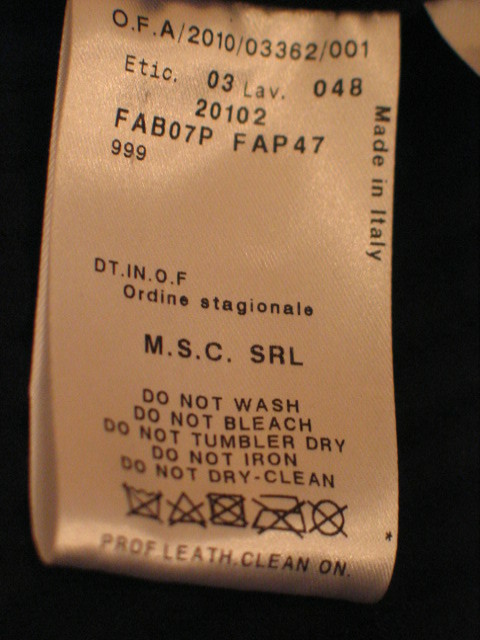 O.F.A/2010/03362/001
Etic. 03 Lav. 048
20102
FAB07P FAP47
999
Made in Italy
DT.IN.O.F
Ordine stagionale
M.S.C. SRL
DO NOT WASH
DO NOT BLEACH
DO NOT TUMBLER DRY
DO NOT IRON
DO NOT DRY-CLEAN
*
PROF LEATH.CLEAN ON.